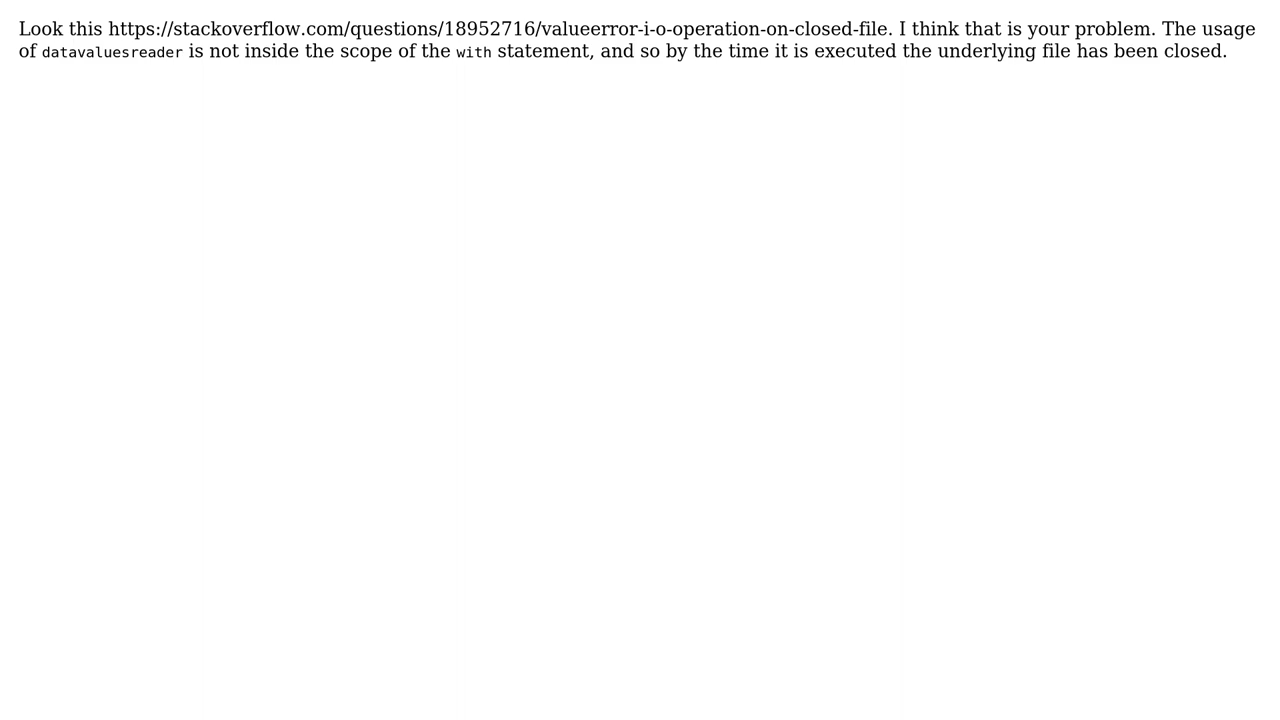 Look this https://stackoverflow.com/questions/18952716/valueerror-i-o-operation-on-closed-file. I think that is your problem. The usage
of datavaluesreader is not inside the scope of the with statement, and so by the time it is executed the underlying file has been closed.